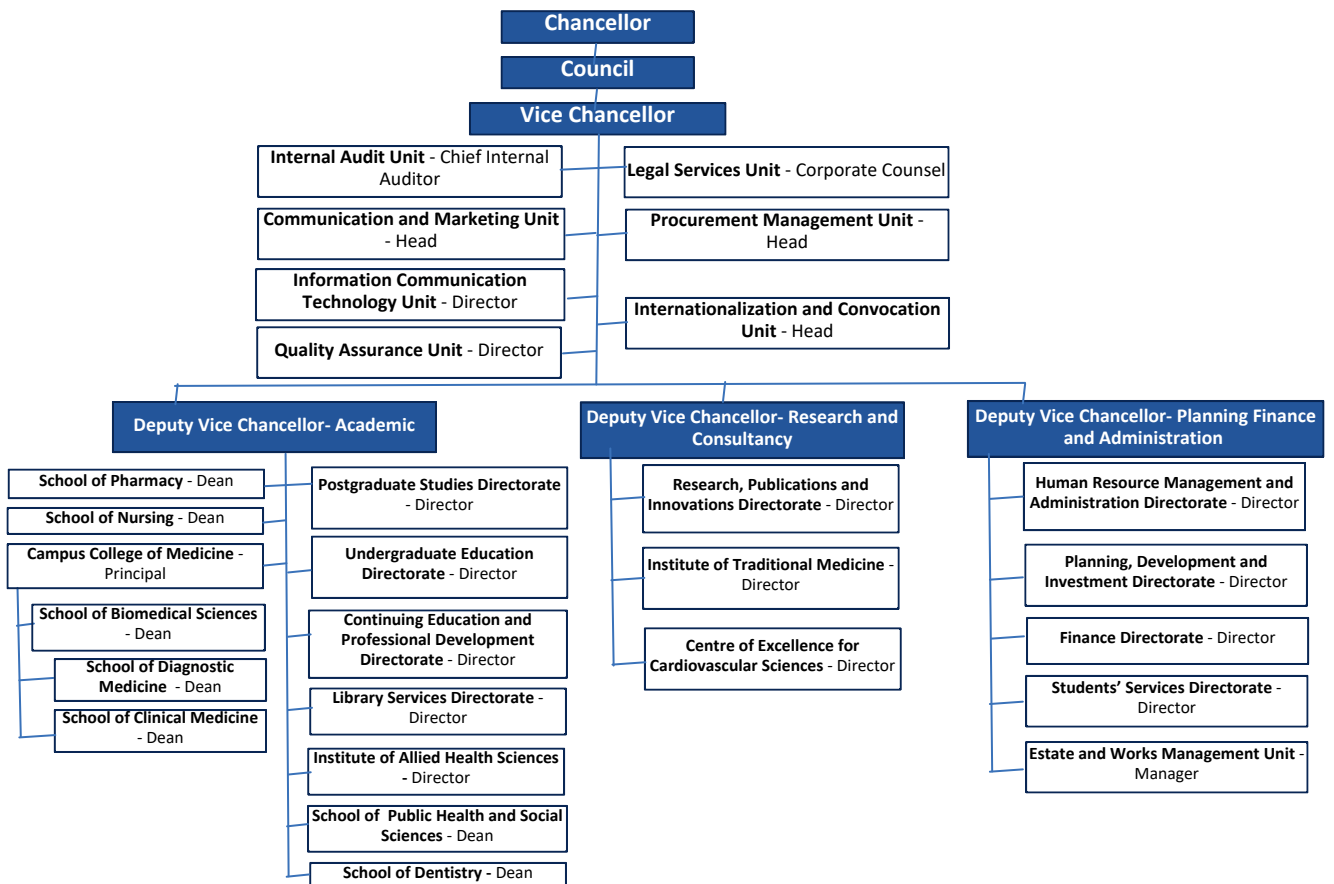 Chancellor
Council
Vice Chancellor
Internal Audit Unit - Chief Internal
Auditor
Legal Services Unit - Corporate Counsel
Communication and Marketing Unit
- Head
Procurement Management Unit -
Head
Information Communication
Technology Unit - Director
Internationalization and Convocation
Unit - Head
Quality Assurance Unit - Director
Deputy Vice Chancellor- Academic
School of Pharmacy - Dean
School of Nursing - Dean
Campus College of Medicine -
Principal
School of Biomedical Sciences
- Dean
School of Diagnostic
Medicine - Dean
School of Clinical Medicine
- Dean
Postgraduate Studies Directorate
- Director
Undergraduate Education
Directorate - Director
Continuing Education and
Professional Development
Directorate - Director
Library Services Directorate -
Director
Institute of Allied Health Sciences
- Director
School of Public Health and Social
Sciences - Dean
School of Dentistry - Dean
Deputy Vice Chancellor- Research and
Consultancy
Research, Publications and
Innovations Directorate - Director
Institute of Traditional Medicine -
Director
Centre of Excellence for
Cardiovascular Sciences - Director
Deputy Vice Chancellor- Planning Finance
and Administration
Human Resource Management and
Administration Directorate - Director
Planning, Development and
Investment Directorate - Director
Finance Directorate - Director
Students’ Services Directorate -
Director
Estate and Works Management Unit -
Manager